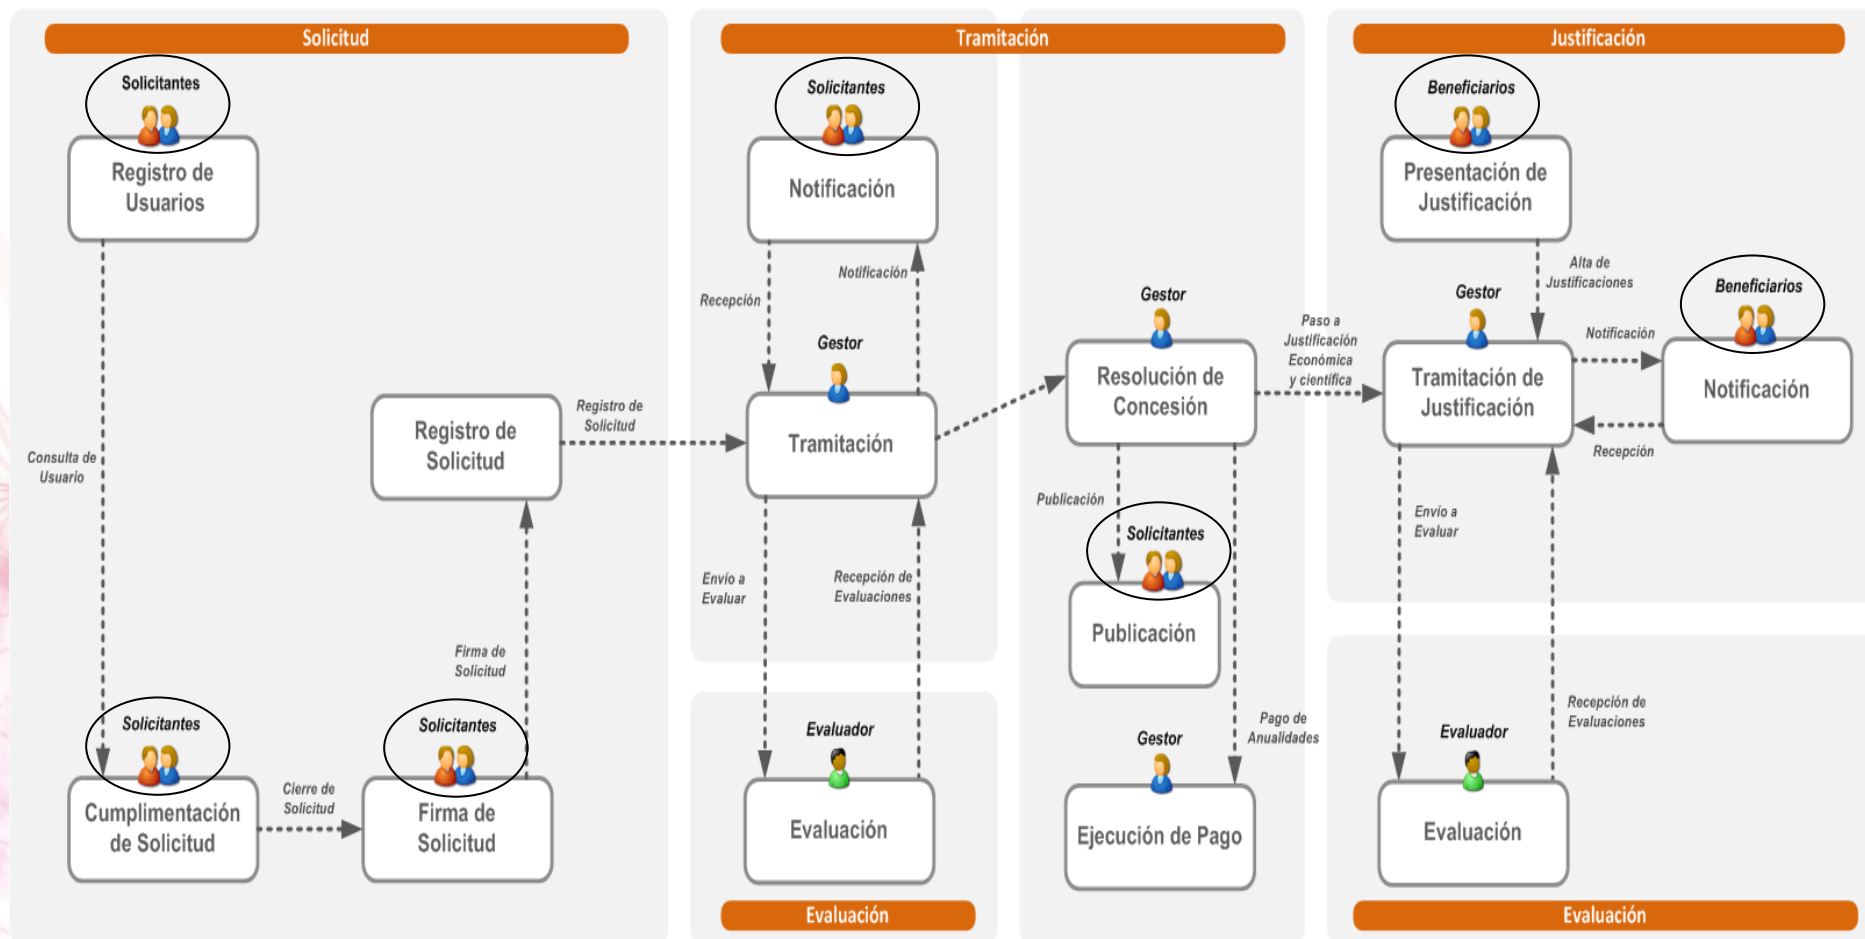 Solicitud
Solicitantes
Registro de
Usuarios
Consulta de
Usuario
Solicitantes
Cumplimentación
de Solicitud
Cierre de
Solicitud
Solicitantes
Firma de
Solicitud
Firma de
Solicitud
Registro de
Solicitud
Registro de
Solicitud
Tramitación
Solicitantes
Notificación
Recepción
Notificación
Gestor
Tramitación
Envío a
Evaluar
Recepción de
Evaluaciones
Evaluador
Evaluación
Evaluación
Gestor
Resolución de
Concesión
Publicación
Solicitantes
Publicación
Pago de
Anualidades
Gestor
Ejecución de Pago
Paso a
Justificación
Económica
y científica
Justificación
Beneficiarios
Presentación de
Justificación
Alta de
Justificaciones
Gestor
Tramitación de
Justificación
Notificación
Beneficiarios
Notificación
Recepción
Envío a
Evaluar
Recepción de
Evaluaciones
Evaluador
Evaluación
Evaluación